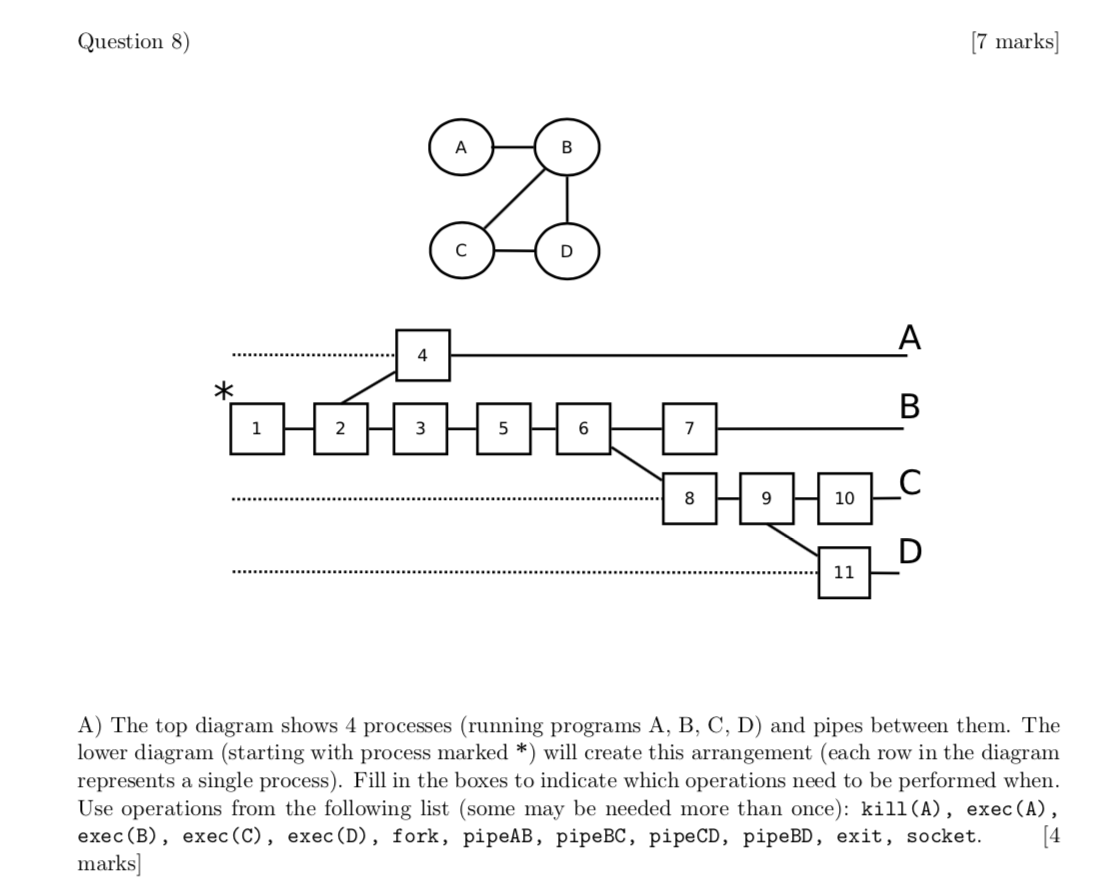 Question 8) [7 marks]
A B
C D
A
4
*
B
1 2 3 5 6 7
C
8 9 10
D
11
A) The top diagram shows 4 processes (running programs A, B, C, D) and pipes between them. The
lower diagram (starting with process marked *) will create this arrangement (each row in the diagram
represents a single process). Fill in the boxes to indicate which operations need to be performed when.
Use operations from the following list (some may be needed more than once): kill(A), exec(A),
exec(B), exec(C), exec(D), fork, pipeAB, pipeBC, pipeCD, pipeBD, exit, socket. [4
marks]